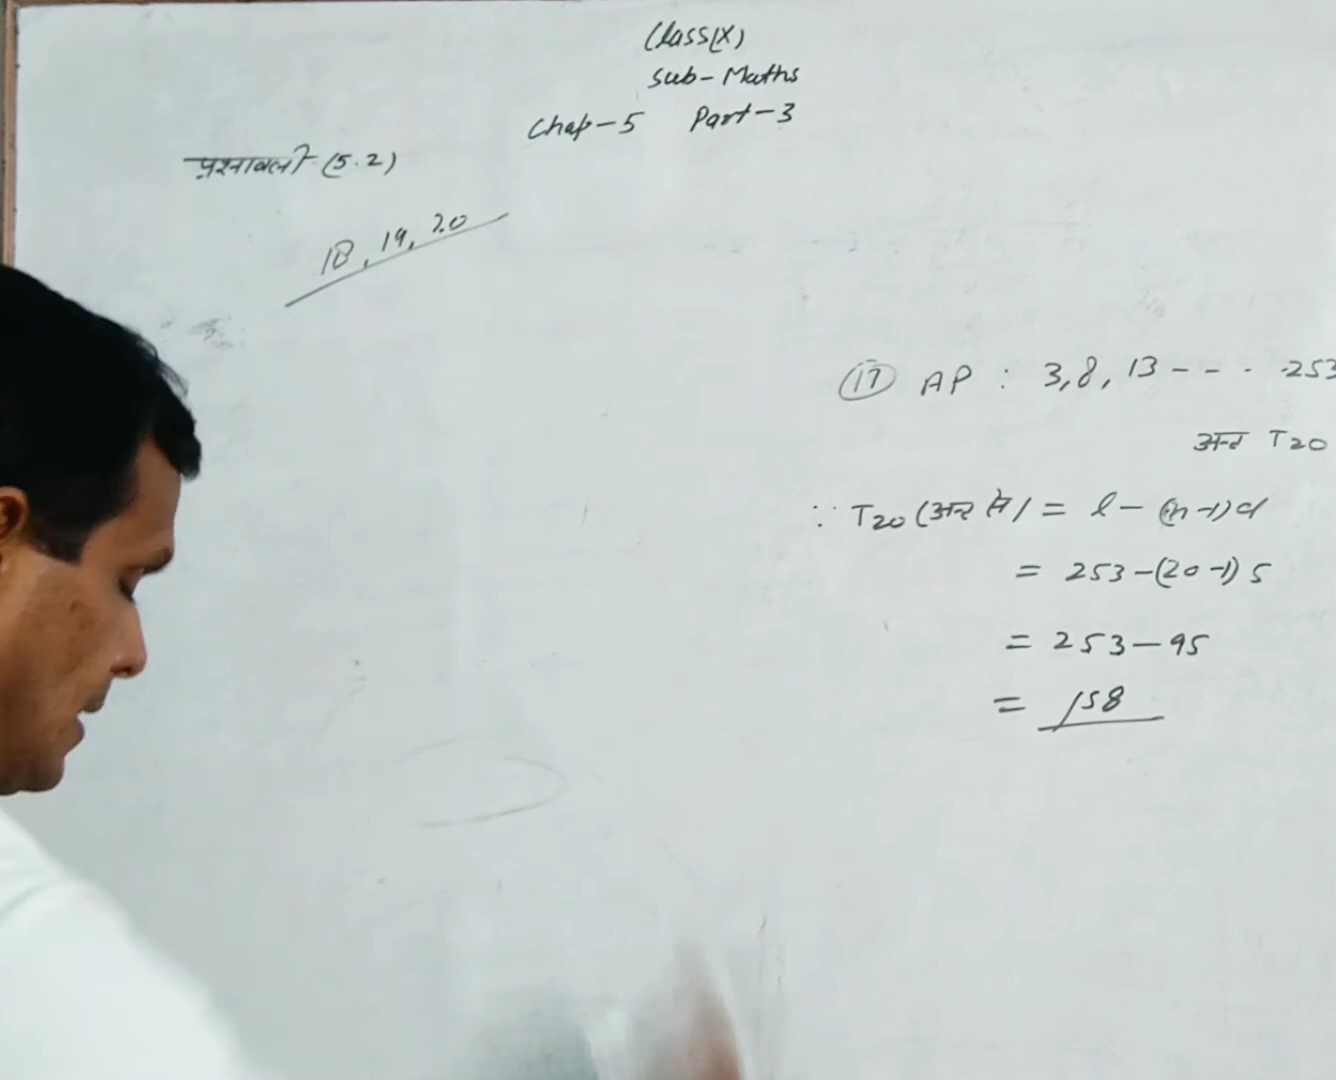 Class(X)
Sub-Maths
Chap-5 Part-3
प्रश्नावली (5.2)
18, 19, 20
(17) AP : 3, 8, 13 - - - - 253
अन्त T20
∵ T20 (अन्त से) = l - (n-1)d
= 253-(20-1) 5
= 253-95
= 158